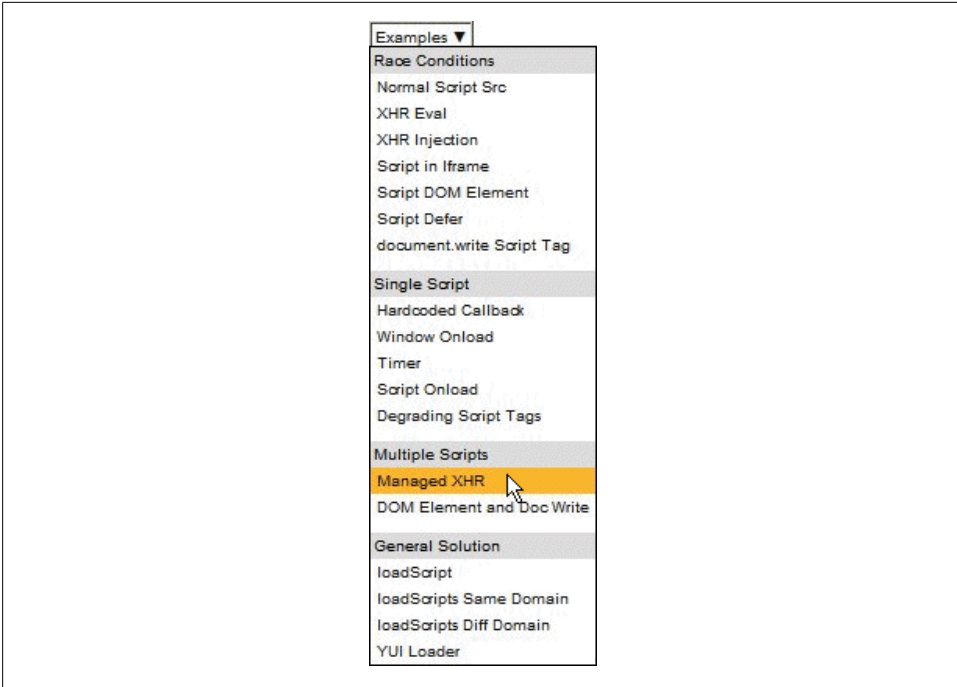 Examples ▼
Race Conditions
Normal Script Src
XHR Eval
XHR Injection
Script in Iframe
Script DOM Element
Script Defer
document.write Script Tag
Single Script
Hardcoded Callback
Window Onload
Timer
Script Onload
Degrading Script Tags
Multiple Scripts
Managed XHR
DOM Element and Doc Write
General Solution
loadScript
loadScripts Same Domain
loadScripts Diff Domain
YUI Loader